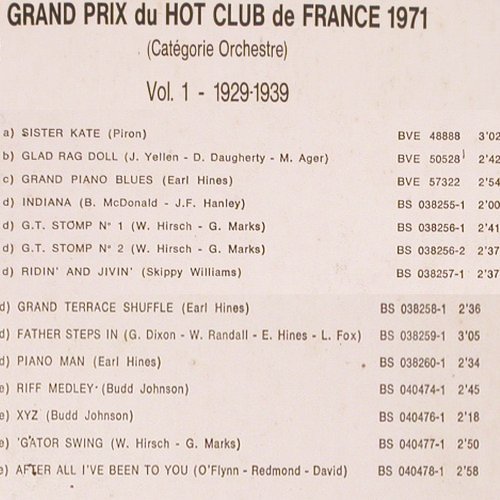 GRAND PRIX du HOT CLUB de FRANCE 1971
(Catégorie Orchestre)
Vol. 1 - 1929-1939
a) SISTER KATE (Piron) BVE 48888 3'02
b) GLAD RAG DOLL (J. Yellen - D. Daugherty - M. Ager) BVE 50528 2'42
c) GRAND PIANO BLUES (Earl Hines) BVE 57322 2'54
d) INDIANA (B. McDonald - J.F. Hanley) BS 038255-1 2'00
d) G.T. STOMP N° 1 (W. Hirsch - G. Marks) BS 038256-1 2'41
d) G.T. STOMP N° 2 (W. Hirsch - G. Marks) BS 038256-2 2'37
d) RIDIN' AND JIVIN' (Skippy Williams) BS 038257-1 2'37
d) GRAND TERRACE SHUFFLE (Earl Hines) BS 038258-1 2'36
d) FATHER STEPS IN (G. Dixon - W. Randall - E. Hines - L. Fox) BS 038259-1 3'05
d) PIANO MAN (Earl Hines) BS 038260-1 2'34
e) RIFF MEDLEY (Budd Johnson) BS 040474-1 2'45
e) XYZ (Budd Johnson) BS 040476-1 2'18
e) 'GATOR SWING (W. Hirsch - G. Marks) BS 040477-1 2'50
e) AFTER ALL I'VE BEEN TO YOU (O'Flynn - Redmond - David) BS 040478-1 2'58